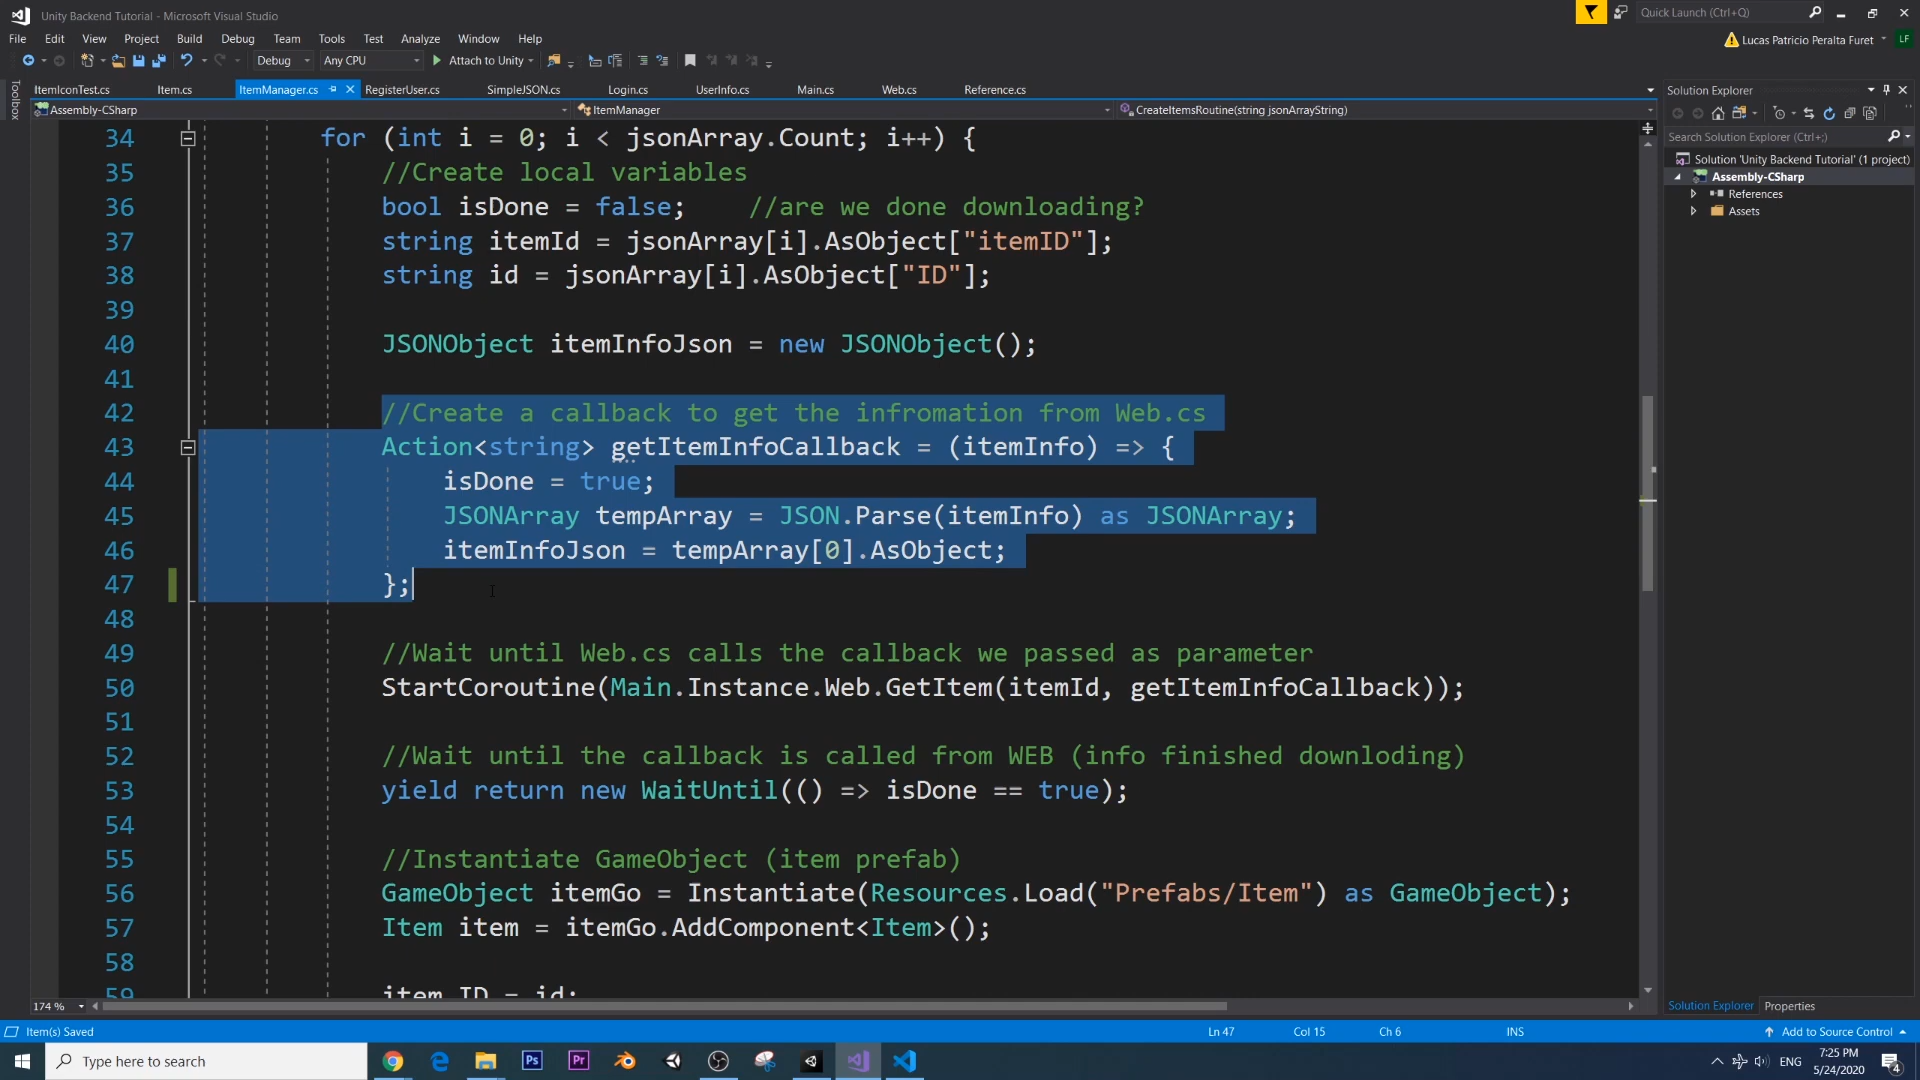 Unity Backend Tutorial - Microsoft Visual Studio
Quick Launch (Ctrl+Q)
File Edit View Project Build Debug Team Tools Test Analyze Window Help
Lucas Patricio Peralta Furet LF
Debug Any CPU Attach to Unity
Toolbox
ItemIconTest.cs Item.cs ItemManager.cs RegisterUser.cs SimpleJSON.cs Login.cs UserInfo.cs Main.cs Web.cs Reference.cs
Assembly-CSharp ItemManager CreateItemsRoutine(string jsonArrayString)
34 for (int i = 0; i < jsonArray.Count; i++) {
35 //Create local variables
36 bool isDone = false; //are we done downloading?
37 string itemId = jsonArray[i].AsObject["itemID"];
38 string id = jsonArray[i].AsObject["ID"];
39
40 JSONObject itemInfoJson = new JSONObject();
41
42 //Create a callback to get the infromation from Web.cs
43 Action<string> getItemInfoCallback = (itemInfo) => {
44 isDone = true;
45 JSONArray tempArray = JSON.Parse(itemInfo) as JSONArray;
46 itemInfoJson = tempArray[0].AsObject;
47 };
48
49 //Wait until Web.cs calls the callback we passed as parameter
50 StartCoroutine(Main.Instance.Web.GetItem(itemId, getItemInfoCallback));
51
52 //Wait until the callback is called from WEB (info finished downloding)
53 yield return new WaitUntil(() => isDone == true);
54
55 //Instantiate GameObject (item prefab)
56 GameObject itemGo = Instantiate(Resources.Load("Prefabs/Item") as GameObject);
57 Item item = itemGo.AddComponent<Item>();
58
59 item.ID = id;
174 %
Solution Explorer
Search Solution Explorer (Ctrl+;)
Solution 'Unity Backend Tutorial' (1 project)
Assembly-CSharp
References
Assets
Solution Explorer Properties
Item(s) Saved Ln 47 Col 15 Ch 6 INS Add to Source Control
Type here to search
Ps Pr
ENG
7:25 PM
5/24/2020
4